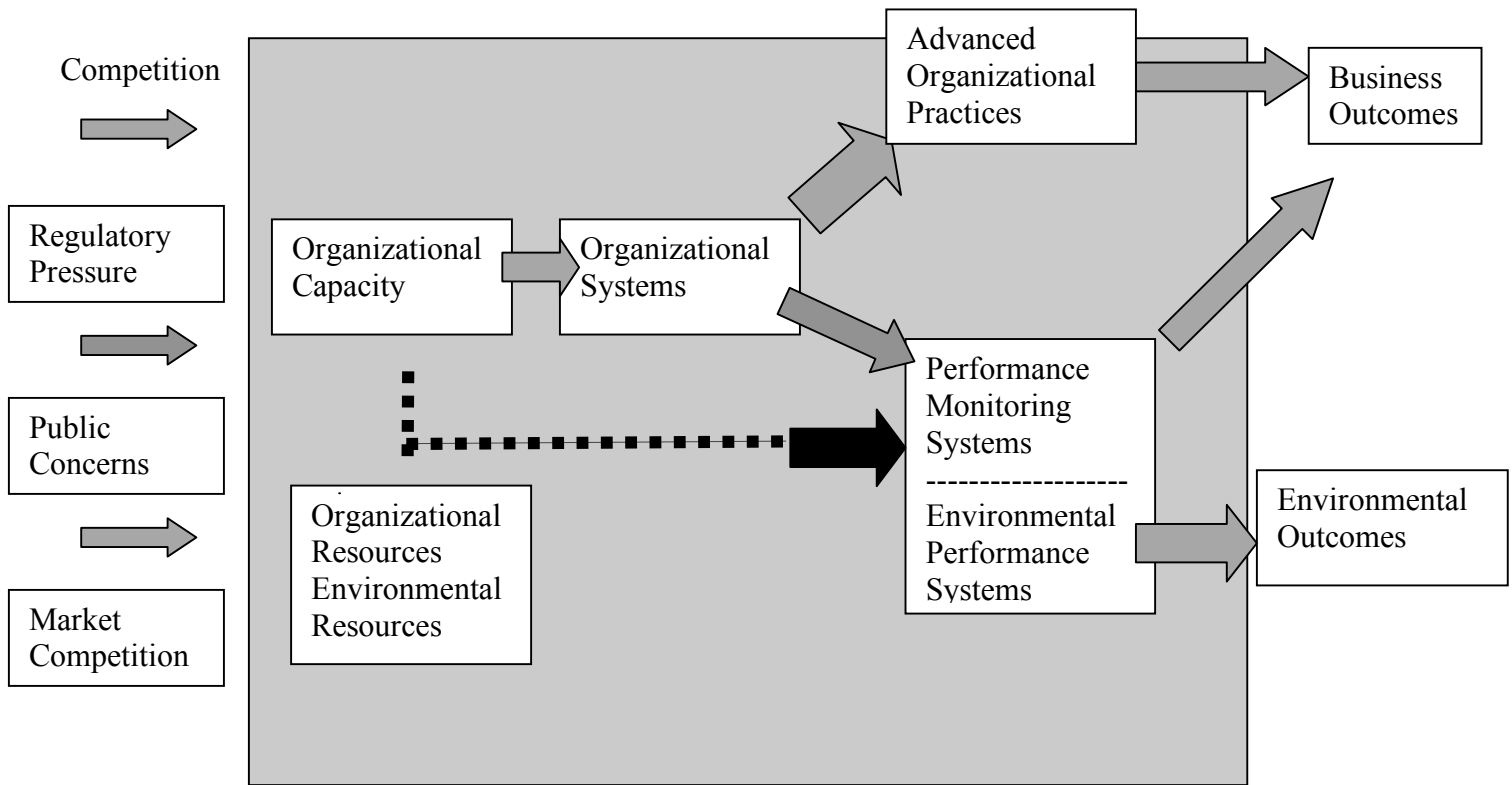 Competition
Regulatory
Pressure
Public
Concerns
Market
Competition
Organizational
Capacity
Organizational
Systems
Organizational
Resources
Environmental
Resources
Advanced
Organizational
Practices
Performance
Monitoring
Systems
-------------------
Environmental
Performance
Systems
Business
Outcomes
Environmental
Outcomes